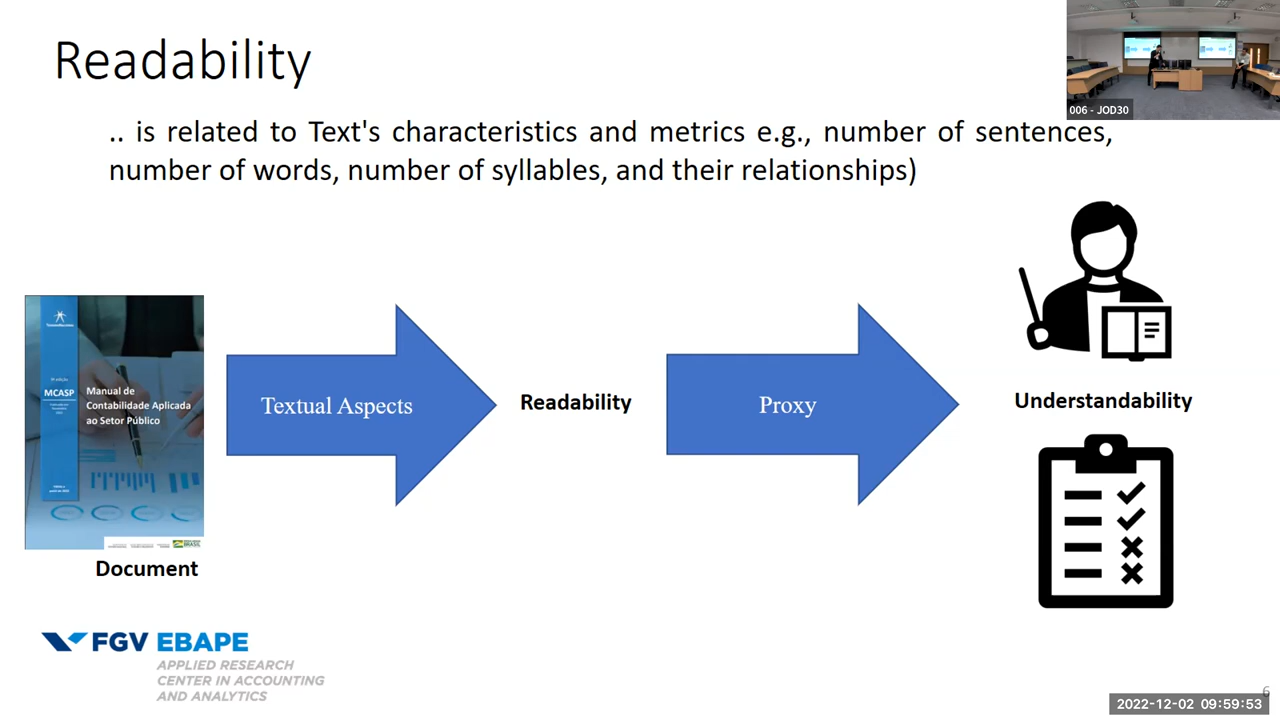 Readability
006 - JOD30
.. is related to Text's characteristics and metrics e.g., number of sentences,
number of words, number of syllables, and their relationships)
MCASP
Manual de
Contabilidade Aplicada
ao Setor Público
Textual Aspects
Readability
Proxy
Understandability
Document
FGV EBAPE
APPLIED RESEARCH
CENTER IN ACCOUNTING
AND ANALYTICS
6
2022-12-02 09:59:53